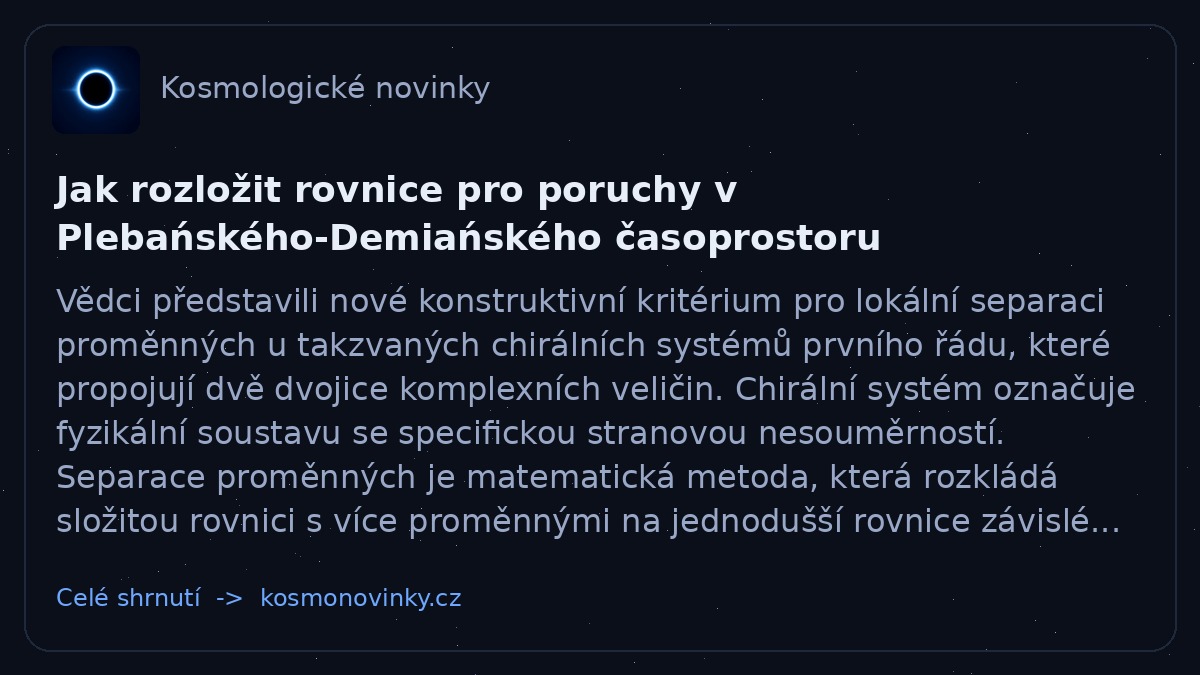 Kosmologické novinky
Jak rozložit rovnice pro poruchy v
Plebańského-Demiańského časoprostoru
Vědci představili nové konstruktivní kritérium pro lokální separaci
proměnných u takzvaných chirálních systémů prvního řádu, které
propojují dvě dvojice komplexních veličin. Chirální systém označuje
fyzikální soustavu se specifickou stranovou nesouměrností.
Separace proměnných je matematická metoda, která rozkládá
složitou rovnici s více proměnnými na jednodušší rovnice závislé...
Celé shrnutí -> kosmonovinky.cz